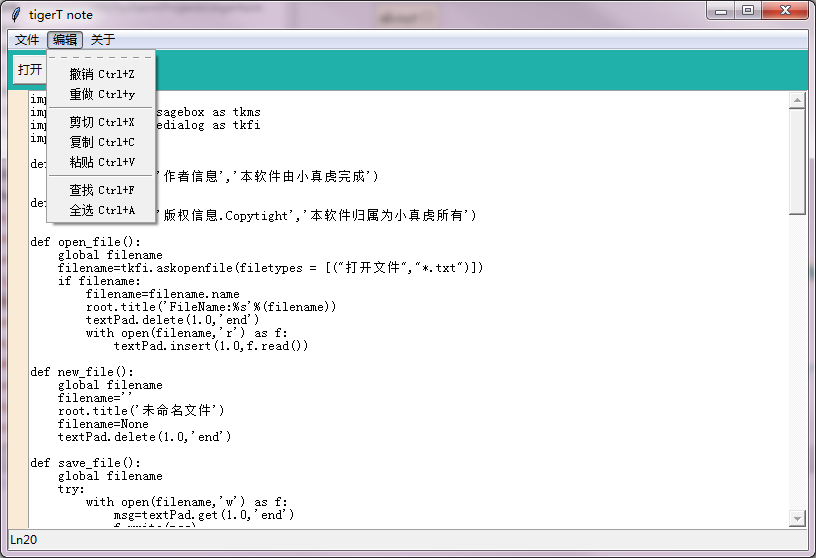 tigerT note
文件 编辑 关于
打开
撤销 Ctrl+Z
重做 Ctrl+y
剪切 Ctrl+X
复制 Ctrl+C
粘贴 Ctrl+V
查找 Ctrl+F
全选 Ctrl+A
sagebox as tkms
edialog as tkfi
'作者信息','本软件由小真虎完成')
'版权信息.Copytight','本软件归属为小真虎所有')
def open_file():
global filename
filename=tkfi.askopenfile(filetypes = [("打开文件","*.txt")])
if filename:
filename=filename.name
root.title('FileName:%s'%(filename))
textPad.delete(1.0,'end')
with open(filename,'r') as f:
textPad.insert(1.0,f.read())
def new_file():
global filename
filename=''
root.title('未命名文件')
filename=None
textPad.delete(1.0,'end')
def save_file():
global filename
try:
with open(filename,'w') as f:
msg=textPad.get(1.0,'end')
Ln20